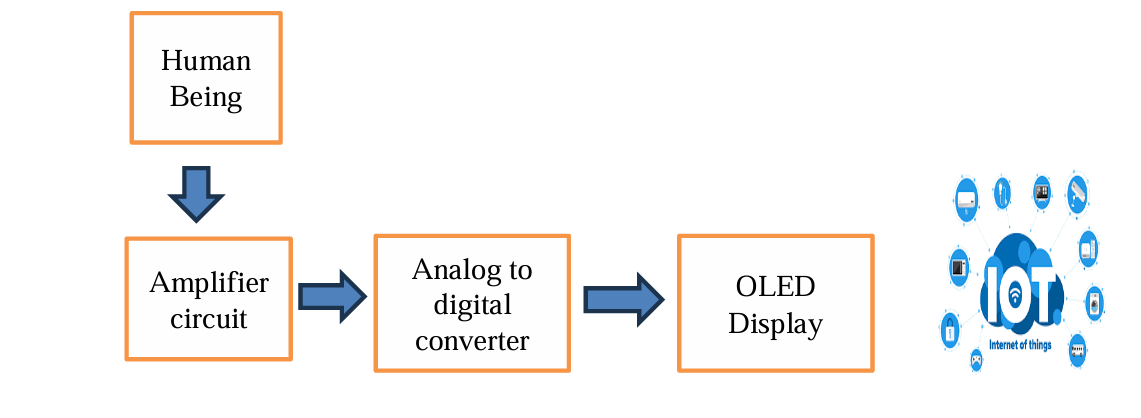 Human
Being
Amplifier
circuit
Analog to
digital
converter
OLED
Display
IOT
Internet of things